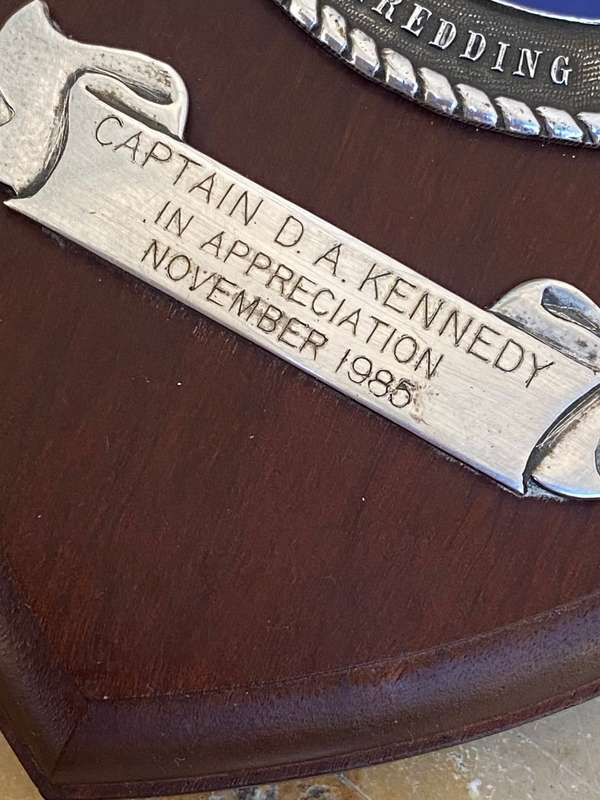 REDDING
CAPTAIN D. A. KENNEDY
IN APPRECIATION
NOVEMBER 1985